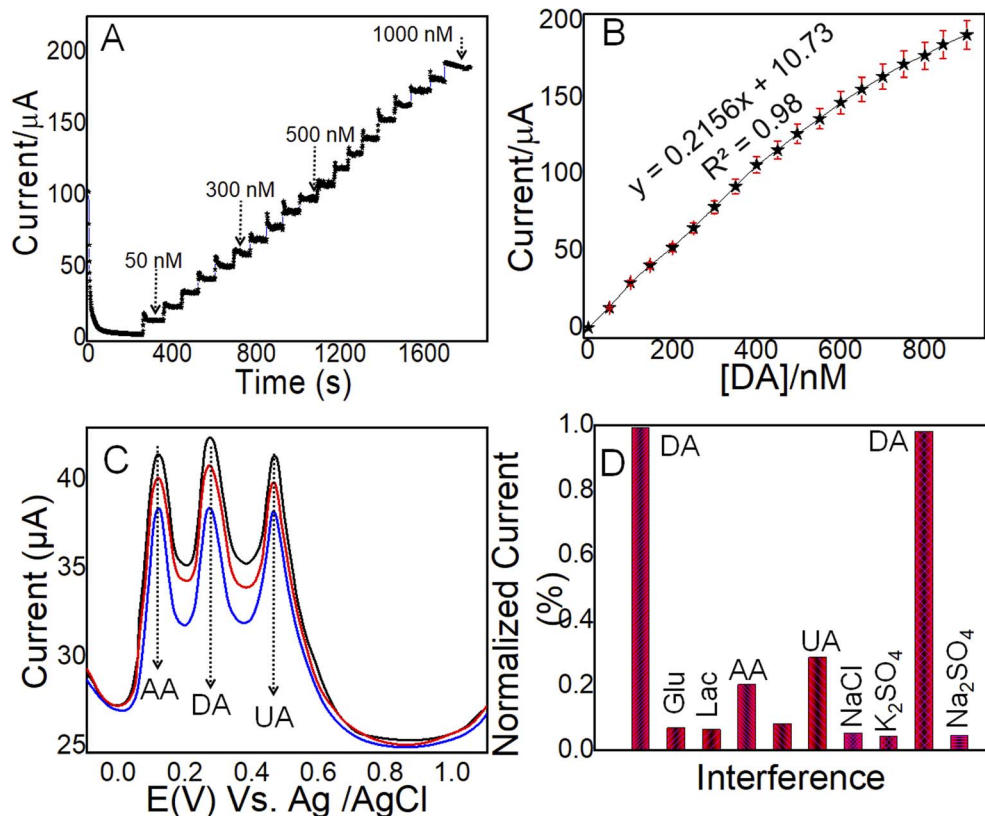 A
Current/μA
200
150
100
50
0
1000 nM
500 nM
300 nM
50 nM
0 400 800 1200 1600
Time (s)
B
Current/μA
200
150
100
50
0
y = 0.2156x + 10.73
R² = 0.98
0 200 400 600 800
[DA]/nM
C
Current (μA)
40
35
30
25
AA
DA
UA
0.0 0.2 0.4 0.6 0.8 1.0
E(V) Vs. Ag /AgCl
D
Normalized Current
(%)
1.0
0.8
0.6
0.4
0.2
0.0
DA
Glu
Lac
AA
UA
NaCl
K₂SO₄
DA
Na₂SO₄
Interference